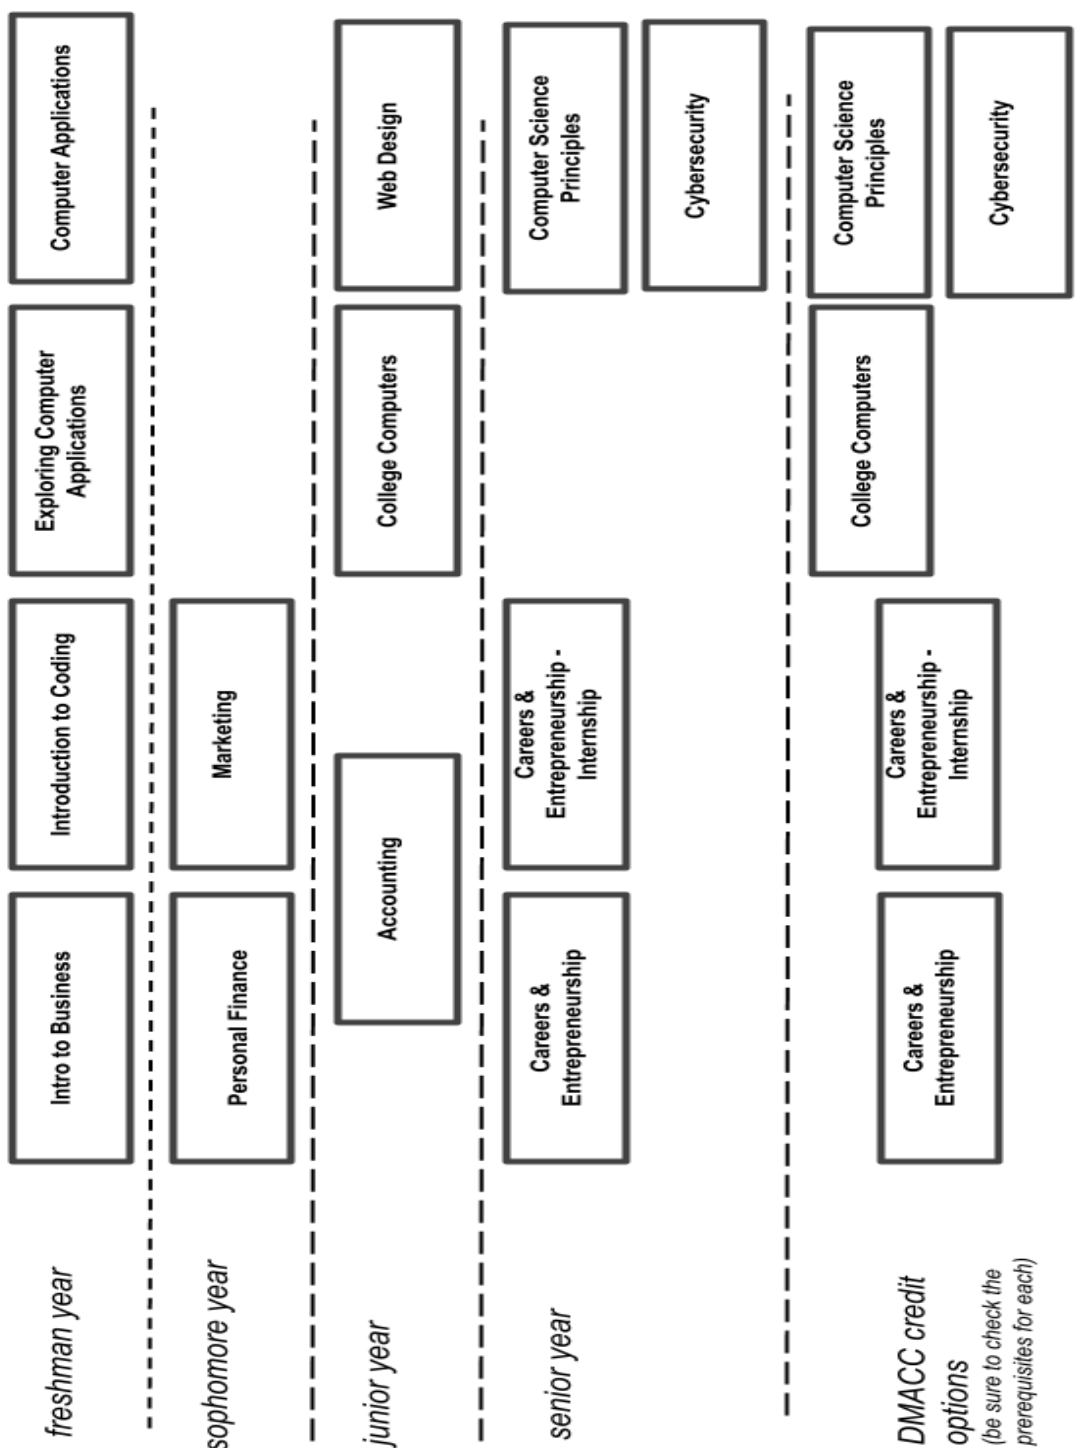 freshman year
Intro to Business
Introduction to Coding
Exploring Computer
Applications
Computer Applications
sophomore year
Personal Finance
Marketing
junior year
Accounting
College Computers
Web Design
senior year
Careers &
Entrepreneurship
Careers &
Entrepreneurship -
Internship
Computer Science
Principles
Cybersecurity
DMACC credit
options
(be sure to check the
prerequisites for each)
Careers &
Entrepreneurship
Careers &
Entrepreneurship -
Internship
College Computers
Computer Science
Principles
Cybersecurity